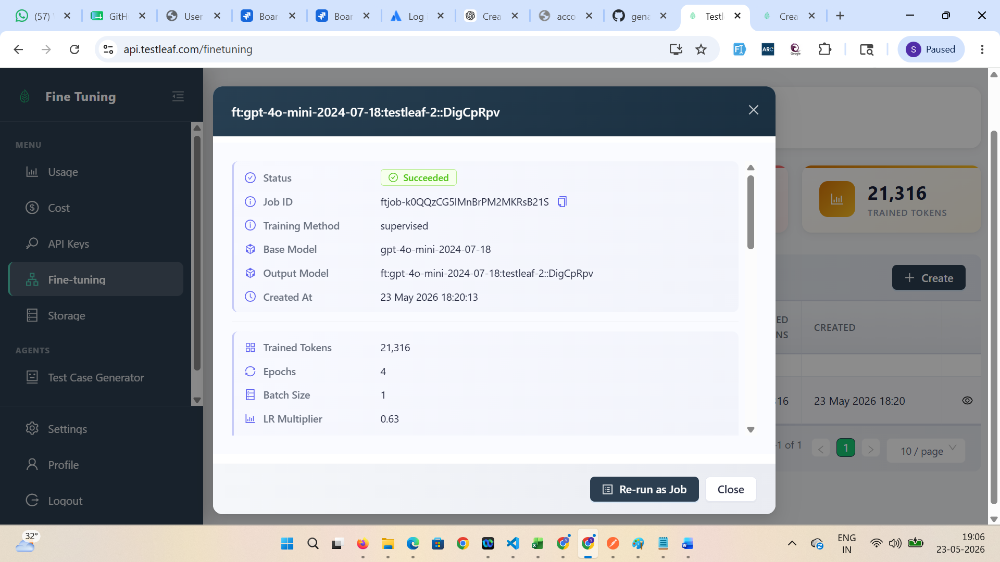 (57)
GitH
User
Boar
Boar
Log
Crea
acco
gena
Testl
Crea
api.testleaf.com/finetuning
ARC
S Paused
Fine Tuning
MENU
Usage
Cost
API Keys
Fine-tuning
Storage
AGENTS
Test Case Generator
Settings
Profile
Logout
ft:gpt-4o-mini-2024-07-18:testleaf-2::DigCpRpv
Status Succeeded
Job ID ftjob-k0QQzCG5lMnBrPM2MKRsB21S
Training Method supervised
Base Model gpt-4o-mini-2024-07-18
Output Model ft:gpt-4o-mini-2024-07-18:testleaf-2::DigCpRpv
Created At 23 May 2026 18:20:13
Trained Tokens 21,316
Epochs 4
Batch Size 1
LR Multiplier 0.63
Re-run as Job
Close
21,316
TRAINED TOKENS
Create
ED
NS
CREATED
16 23 May 2026 18:20
-1 of 1
1
10 / page
32°
ENG
IN
19:06
23-05-2026